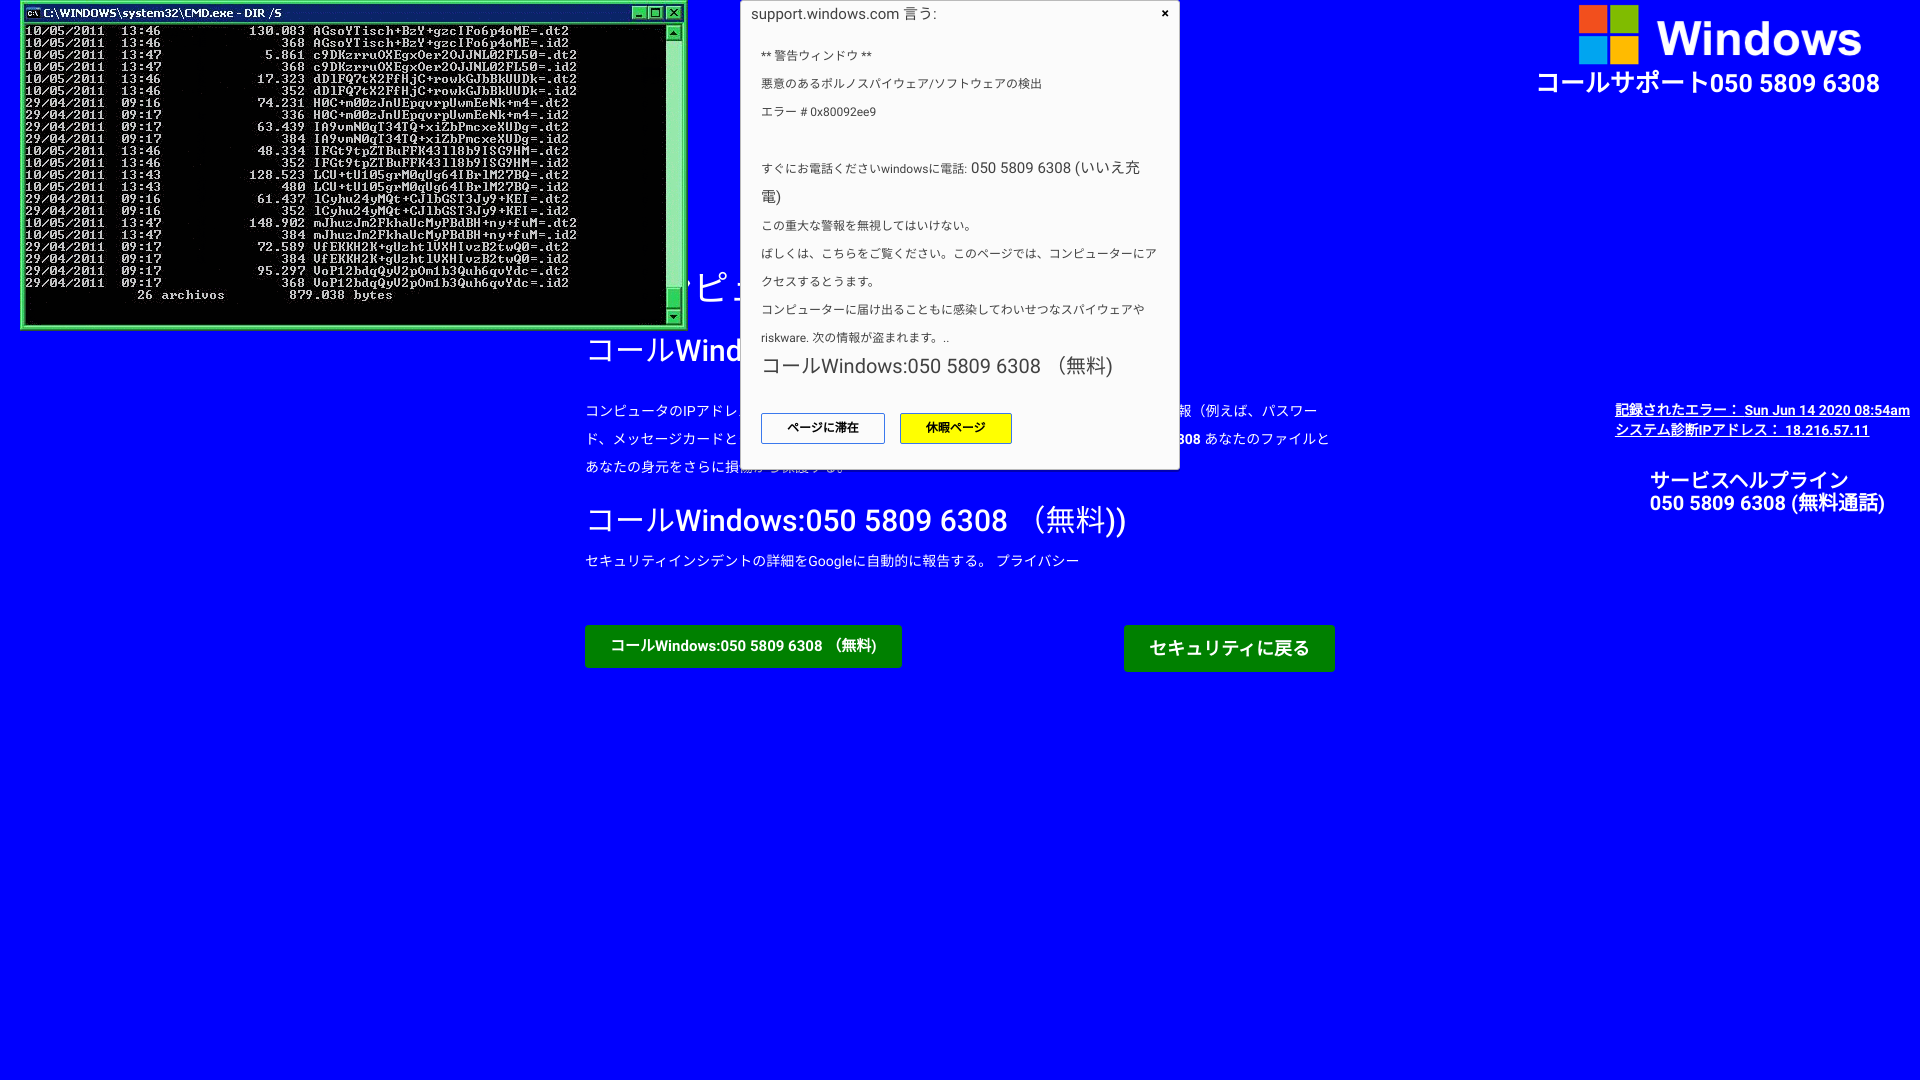 C:\WINDOWS\system32\CMD.exe - DIR /S
10/05/2011 13:46 130.083 AGsoYTisch+BzY+gzcIFo6p4oME=.dt2
10/05/2011 13:46 368 AGsoYTisch+BzY+gzcIFo6p4oME=.id2
10/05/2011 13:47 5.861 c9DKzrruOXEgxOer2OJJNL02FL50=.dt2
10/05/2011 13:47 368 c9DKzrruOXEgxOer2OJJNL02FL50=.id2
10/05/2011 13:46 17.323 dDlFQ7tX2FfHjC+rowkGJbBkUUDk=.dt2
10/05/2011 13:46 352 dDlFQ7tX2FfHjC+rowkGJbBkUUDk=.id2
29/04/2011 09:16 74.231 H0C+m00zJnUEpqvrpUwmEeNk+m4=.dt2
29/04/2011 09:17 336 H0C+m00zJnUEpqvrpUwmEeNk+m4=.id2
29/04/2011 09:17 63.439 IA9vmN0qT34TQ+xiZbPmcxeXUDg=.dt2
29/04/2011 09:17 384 IA9vmN0qT34TQ+xiZbPmcxeXUDg=.id2
10/05/2011 13:46 48.334 IFGt9tpZTBuFFK43ll8b9ISG9HM=.dt2
10/05/2011 13:46 352 IFGt9tpZTBuFFK43ll8b9ISG9HM=.id2
10/05/2011 13:43 128.523 LCU+tU105grM0qUg64IBrlM27BQ=.dt2
10/05/2011 13:43 480 LCU+tU105grM0qUg64IBrlM27BQ=.id2
29/04/2011 09:16 61.437 lCyhu24yMQt+CJlbGST3Jy9+KEI=.dt2
29/04/2011 09:16 352 lCyhu24yMQt+CJlbGST3Jy9+KEI=.id2
10/05/2011 13:47 148.902 mJhuzJm2FkhaUcMyPBdBH+ny+fuM=.dt2
10/05/2011 13:47 384 mJhuzJm2FkhaUcMyPBdBH+ny+fuM=.id2
29/04/2011 09:17 72.589 VfEKKH2K+gUzhtlVXHIvzB2twQ0=.dt2
29/04/2011 09:17 384 VfEKKH2K+gUzhtlVXHIvzB2twQ0=.id2
29/04/2011 09:17 95.297 VoP12bdqQyV2pOm1b3Quh6qvYdc=.dt2
29/04/2011 09:17 368 VoP12bdqQyV2pOm1b3Quh6qvYdc=.id2
26 archivos 879.038 bytes
support.windows.com 言う:
** 警告ウィンドウ **
悪意のあるポルノスパイウェア/ソフトウェアの検出
エラー # 0x80092ee9
すぐにお電話くださいwindowsに電話: 050 5809 6308 (いいえ充
電)
この重大な警報を無視してはいけない。
ばしくは、こちらをご覧ください。このページでは、コンピューターにア
クセスするとうます。
コンピューターに届け出ることもに感染してわいせつなスパイウェアや
riskware. 次の情報が盗まれます。..
コールWindows:050 5809 6308 （無料)
ページに滞在
休暇ページ
Windows
コールサポート050 5809 6308
ピュ
コールWind
コンピュータのIPアドレ 報（例えば、パスワー
ド、メッセージカードと 308 あなたのファイルと
あなたの身元をさらに損傷から保護する。
コールWindows:050 5809 6308 （無料))
セキュリティインシデントの詳細をGoogleに自動的に報告する。 プライバシー
コールWindows:050 5809 6308 （無料)
セキュリティに戻る
記録されたエラー： Sun Jun 14 2020 08:54am
システム診断IPアドレス： 18.216.57.11
サービスヘルプライン
050 5809 6308 (無料通話)